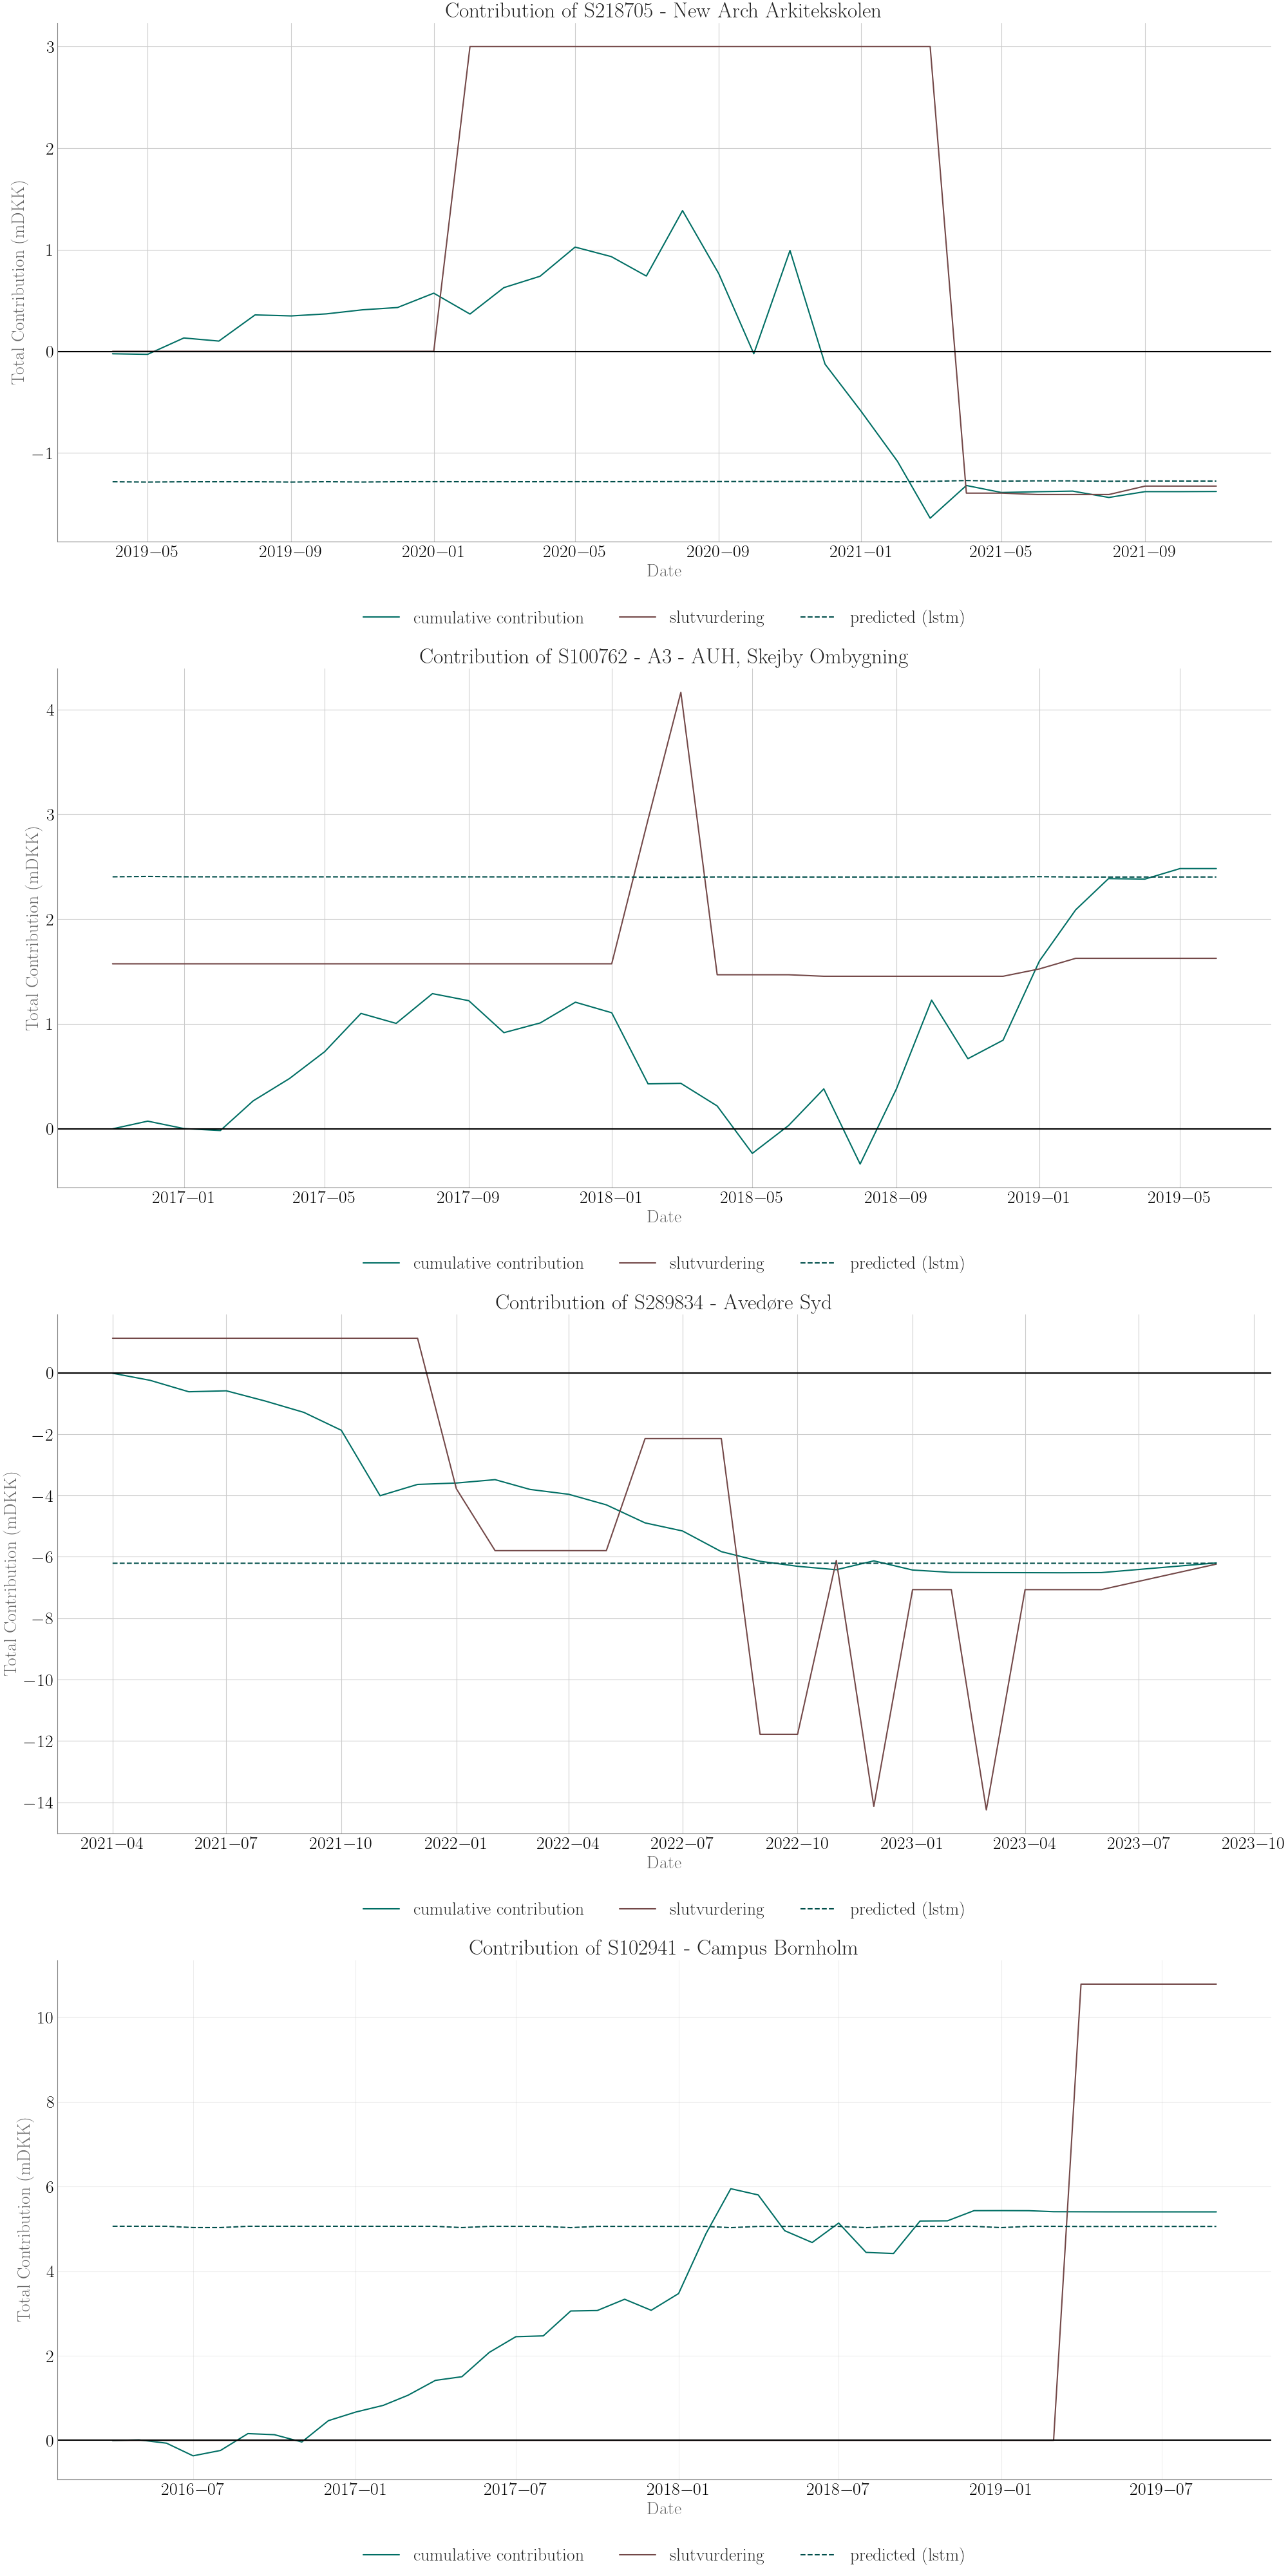 Contribution of S218705 - New Arch Arkitekskolen
Total Contribution (mDKK)
3
2
1
0
−1
2019−05 2019−09 2020−01 2020−05 2020−09 2021−01 2021−05 2021−09
Date
cumulative contribution slutvurdering predicted (lstm)
Contribution of S100762 - A3 - AUH, Skejby Ombygning
Total Contribution (mDKK)
4
3
2
1
0
2017−01 2017−05 2017−09 2018−01 2018−05 2018−09 2019−01 2019−05
Date
cumulative contribution slutvurdering predicted (lstm)
Contribution of S289834 - Avedøre Syd
Total Contribution (mDKK)
0
−2
−4
−6
−8
−10
−12
−14
2021−04 2021−07 2021−10 2022−01 2022−04 2022−07 2022−10 2023−01 2023−04 2023−07 2023−10
Date
cumulative contribution slutvurdering predicted (lstm)
Contribution of S102941 - Campus Bornholm
Total Contribution (mDKK)
10
8
6
4
2
0
2016−07 2017−01 2017−07 2018−01 2018−07 2019−01 2019−07
Date
cumulative contribution slutvurdering predicted (lstm)